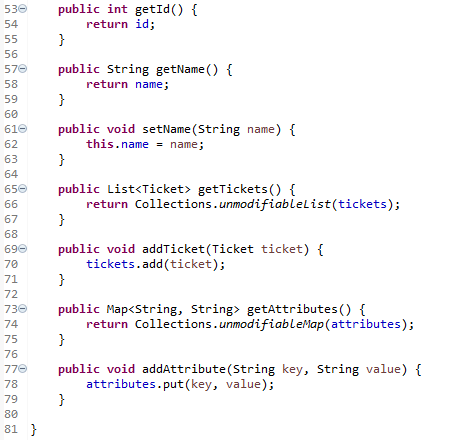 53 public int getId() {
54 return id;
55 }
56
57 public String getName() {
58 return name;
59 }
60
61 public void setName(String name) {
62 this.name = name;
63 }
64
65 public List<Ticket> getTickets() {
66 return Collections.unmodifiableList(tickets);
67 }
68
69 public void addTicket(Ticket ticket) {
70 tickets.add(ticket);
71 }
72
73 public Map<String, String> getAttributes() {
74 return Collections.unmodifiableMap(attributes);
75 }
76
77 public void addAttribute(String key, String value) {
78 attributes.put(key, value);
79 }
80
81 }